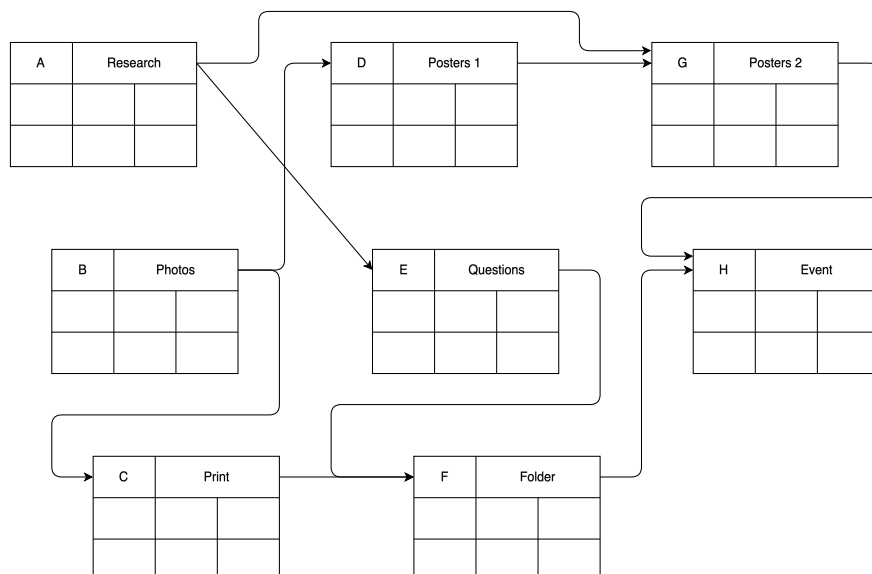 A Research
D Posters 1
G Posters 2
B Photos
E Questions
H Event
C Print
F Folder